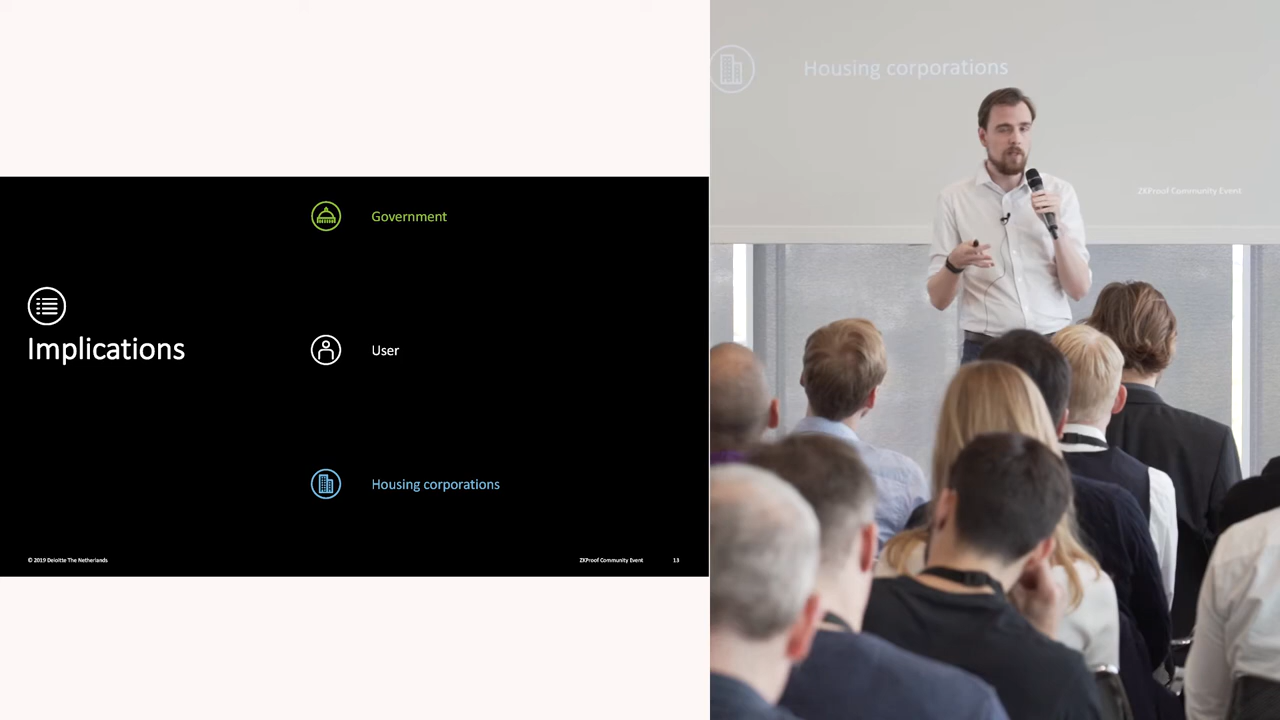 Government
Implications
User
Housing corporations
© 2019 Deloitte The Netherlands
ZKProof Community Event
13
Housing corporations
ZKProof Community Event